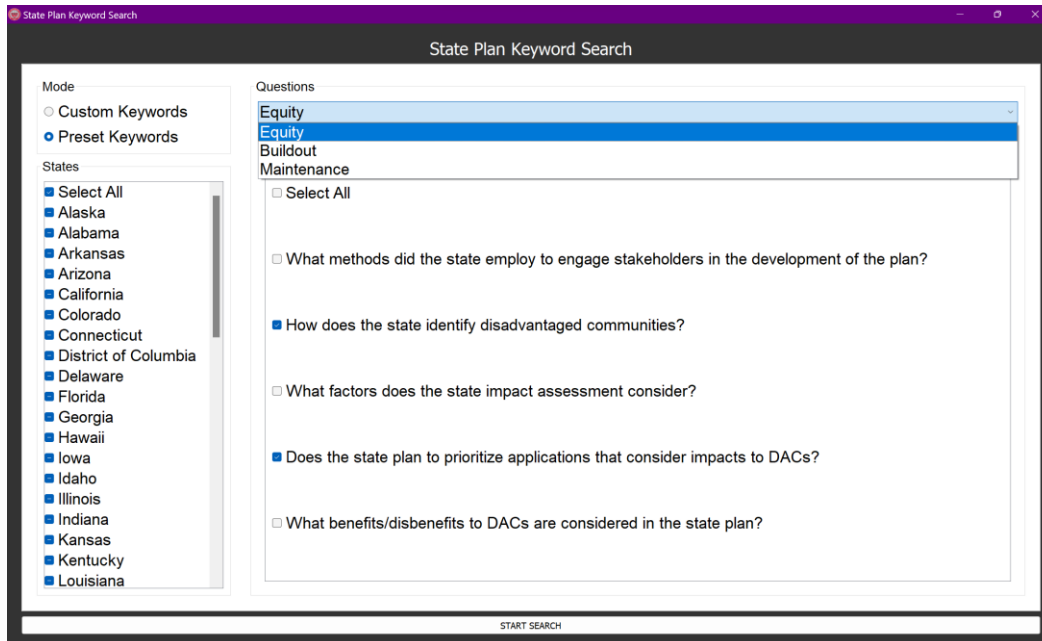 State Plan Keyword Search
State Plan Keyword Search
Mode
Custom Keywords
Preset Keywords
States
Select All
Alaska
Alabama
Arkansas
Arizona
California
Colorado
Connecticut
District of Columbia
Delaware
Florida
Georgia
Hawaii
Iowa
Idaho
Illinois
Indiana
Kansas
Kentucky
Louisiana
Questions
Equity
Equity
Buildout
Maintenance
Select All
What methods did the state employ to engage stakeholders in the development of the plan?
How does the state identify disadvantaged communities?
What factors does the state impact assessment consider?
Does the state plan to prioritize applications that consider impacts to DACs?
What benefits/disbenefits to DACs are considered in the state plan?
START SEARCH